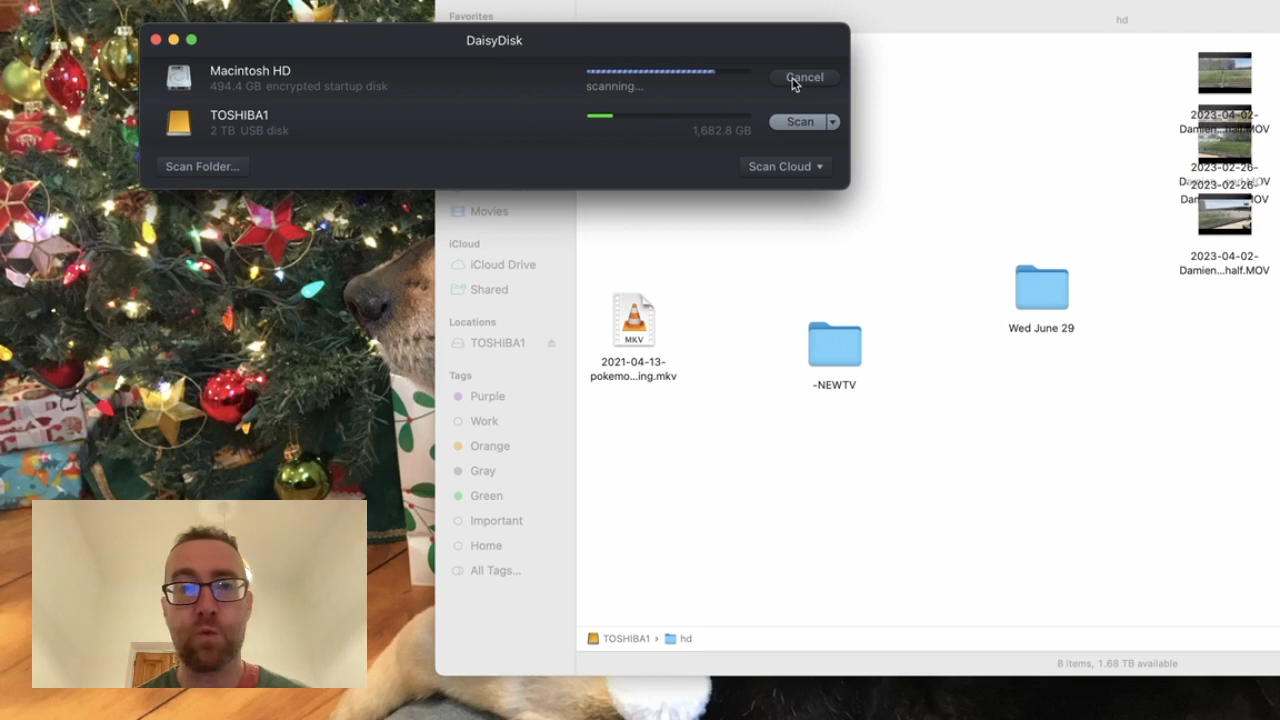 Favorites
hd
DaisyDisk
Macintosh HD
494.4 GB encrypted startup disk
scanning...
Cancel
TOSHIBA1
2 TB USB disk
1,682.8 GB
Scan
Scan Folder...
Scan Cloud
Movies
iCloud
iCloud Drive
Shared
Locations
TOSHIBA1
Tags
Purple
Work
Orange
Gray
Green
Important
Home
All Tags...
MKV
2021-04-13-
pokemo...ing.mkv
-NEWTV
Wed June 29
2023-04-02-
Damien...half.MOV
2023-02-26-
2023-02-26-
2023-04-02-
Damien...half.MOV
TOSHIBA1 › hd
8 items, 1.68 TB available